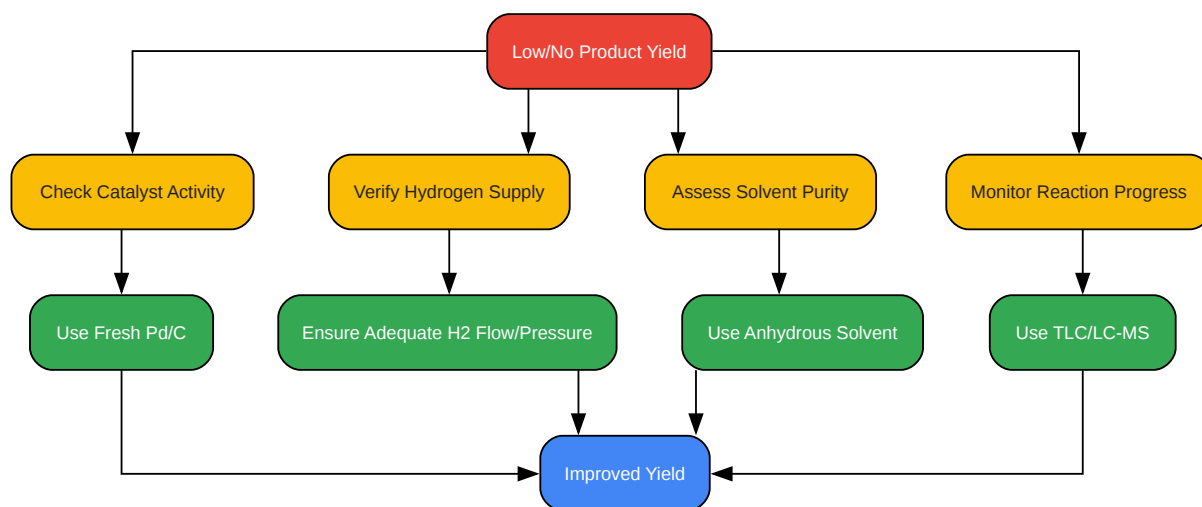 Low/No Product Yield
Check Catalyst Activity
Verify Hydrogen Supply
Assess Solvent Purity
Monitor Reaction Progress
Use Fresh Pd/C
Ensure Adequate H2 Flow/Pressure
Use Anhydrous Solvent
Use TLC/LC-MS
Improved Yield